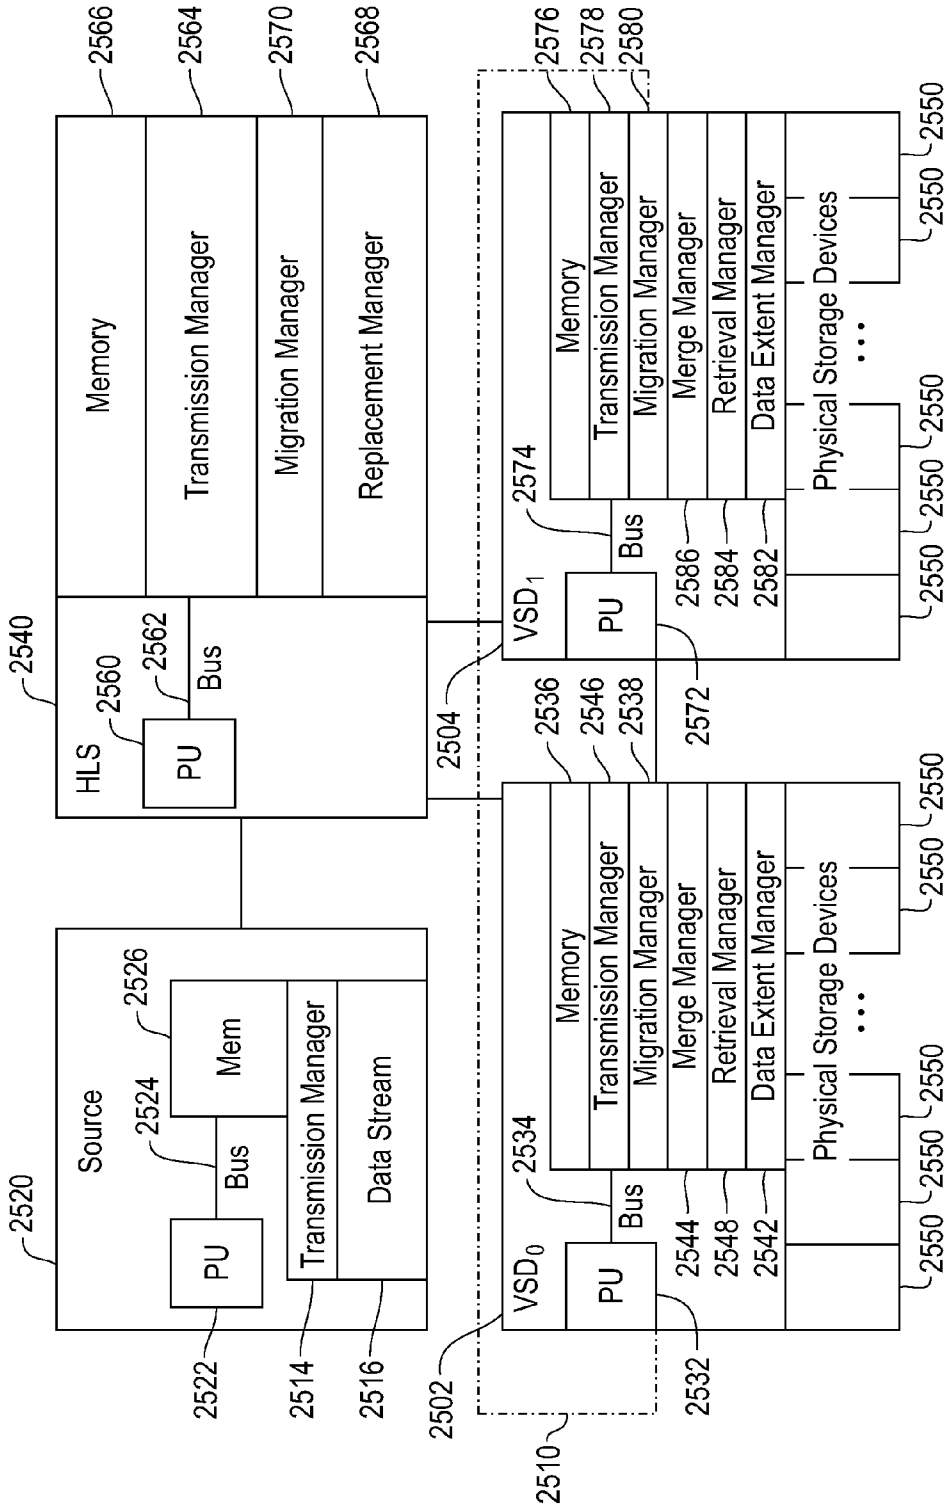 2520
Source
2524
2526
PU
Bus
Mem
2522
Transmission Manager
2514
Data Stream
2516
2540
HLS
2560
2562
PU
Bus
Memory
2566
Transmission Manager
2564
Migration Manager
2570
Replacement Manager
2568
2510
2502
VSD0
2534
PU
Bus
2532
Memory
2536
Transmission Manager
2546
Migration Manager
2538
Merge Manager
2544
Retrieval Manager
2548
Data Extent Manager
2542
Physical Storage Devices
•••
2550
2550
2550
2550
2550
2504
VSD1
2574
PU
Bus
2572
Memory
2576
Transmission Manager
2578
Migration Manager
2580
Merge Manager
2586
Retrieval Manager
2584
Data Extent Manager
2582
Physical Storage Devices
•••
2550
2550
2550
2550
2550